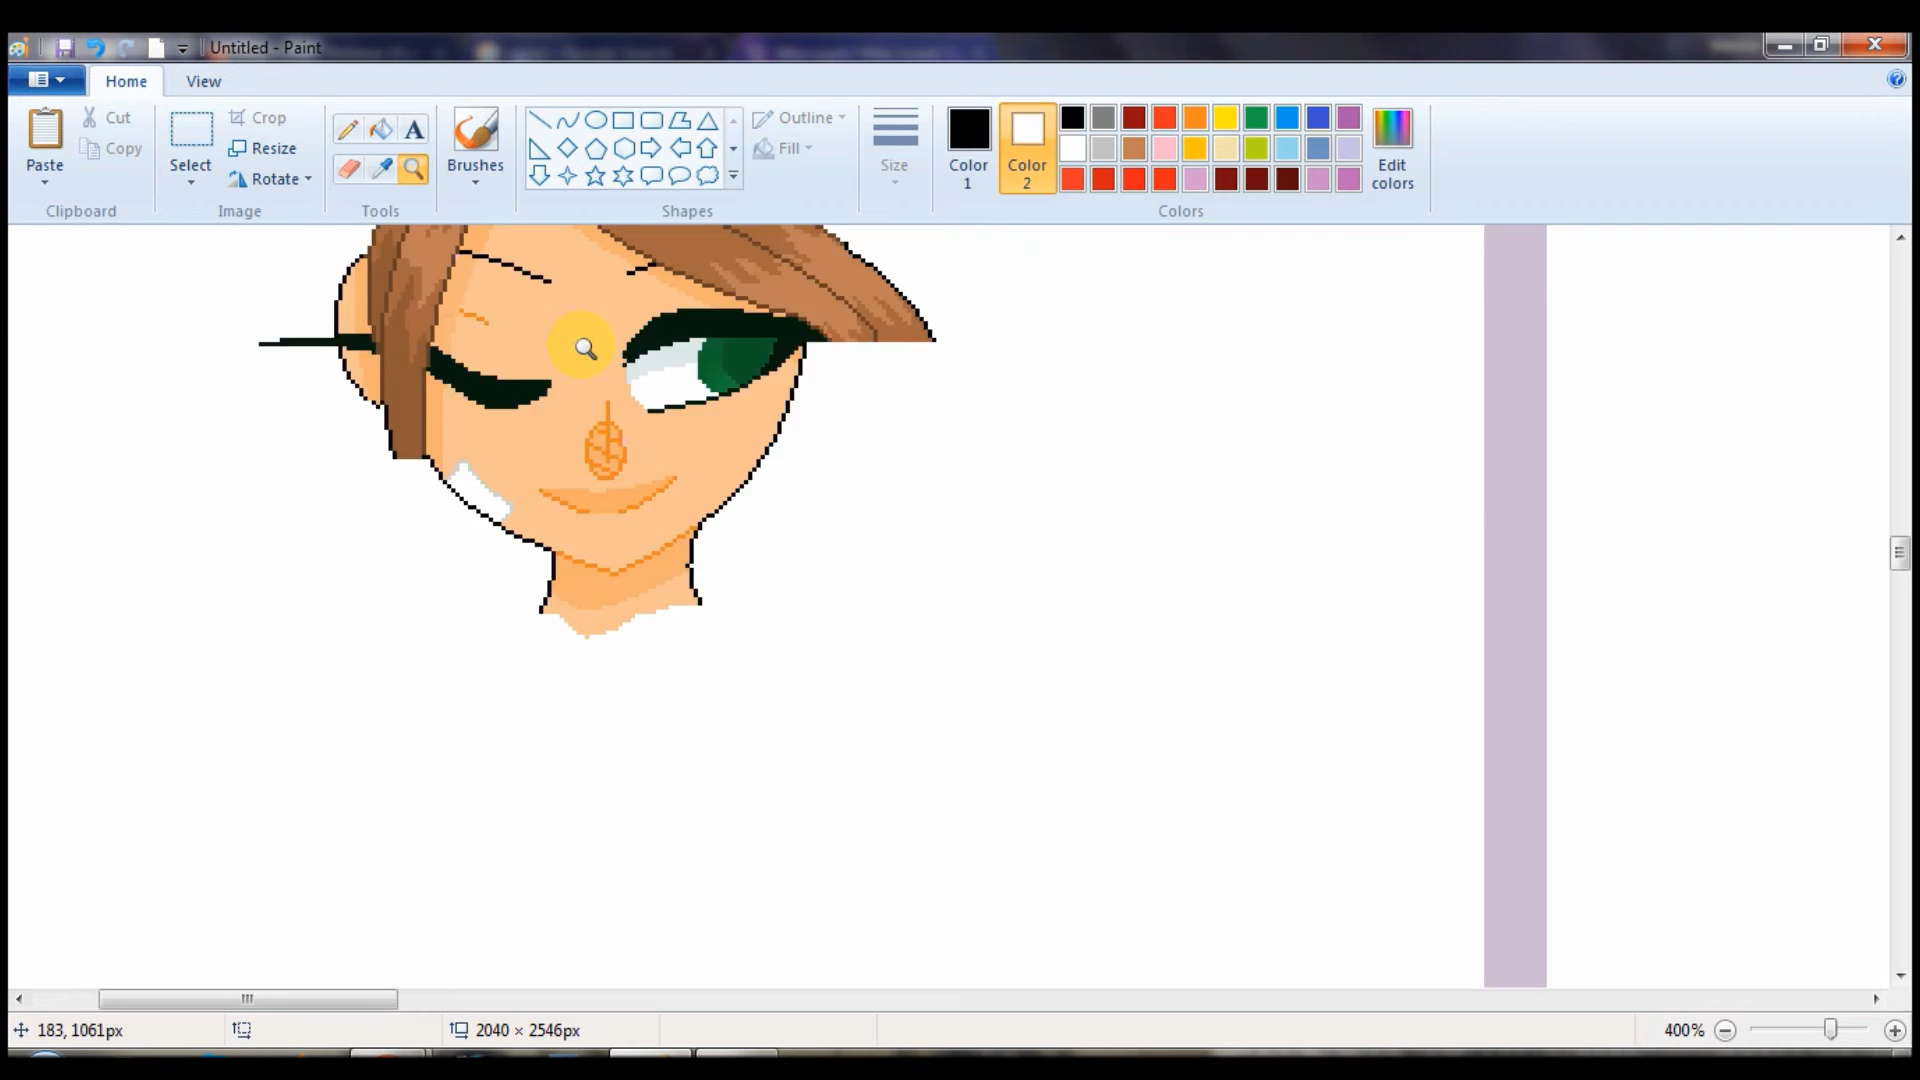 Untitled - Paint
Home View
Paste
Cut
Copy
Clipboard
Select
Crop
Resize
Rotate
Image
A
Tools
Brushes
Shapes
Outline
Fill
Size
Color 1
Color 2
Edit colors
Colors
183, 1061px
2040 × 2546px
400%